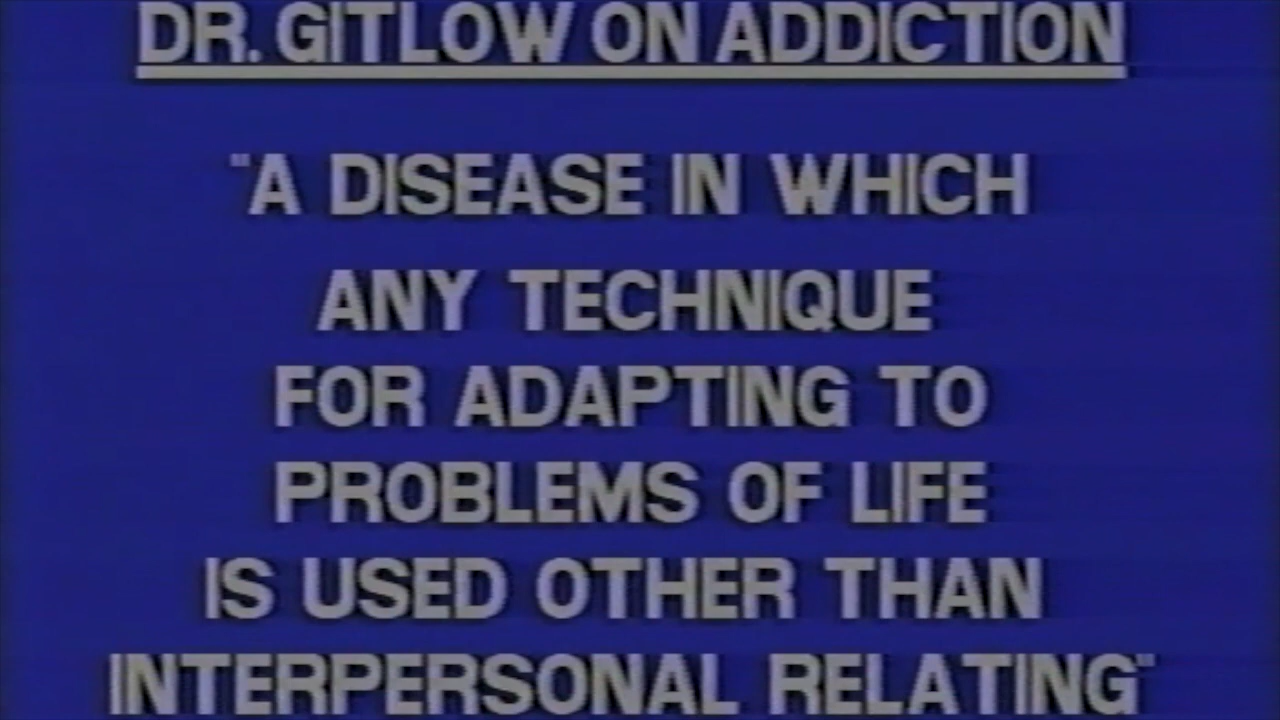 DR. GITLOW ON ADDICTION
"A DISEASE IN WHICH
ANY TECHNIQUE
FOR ADAPTING TO
PROBLEMS OF LIFE
IS USED OTHER THAN
INTERPERSONAL RELATING"